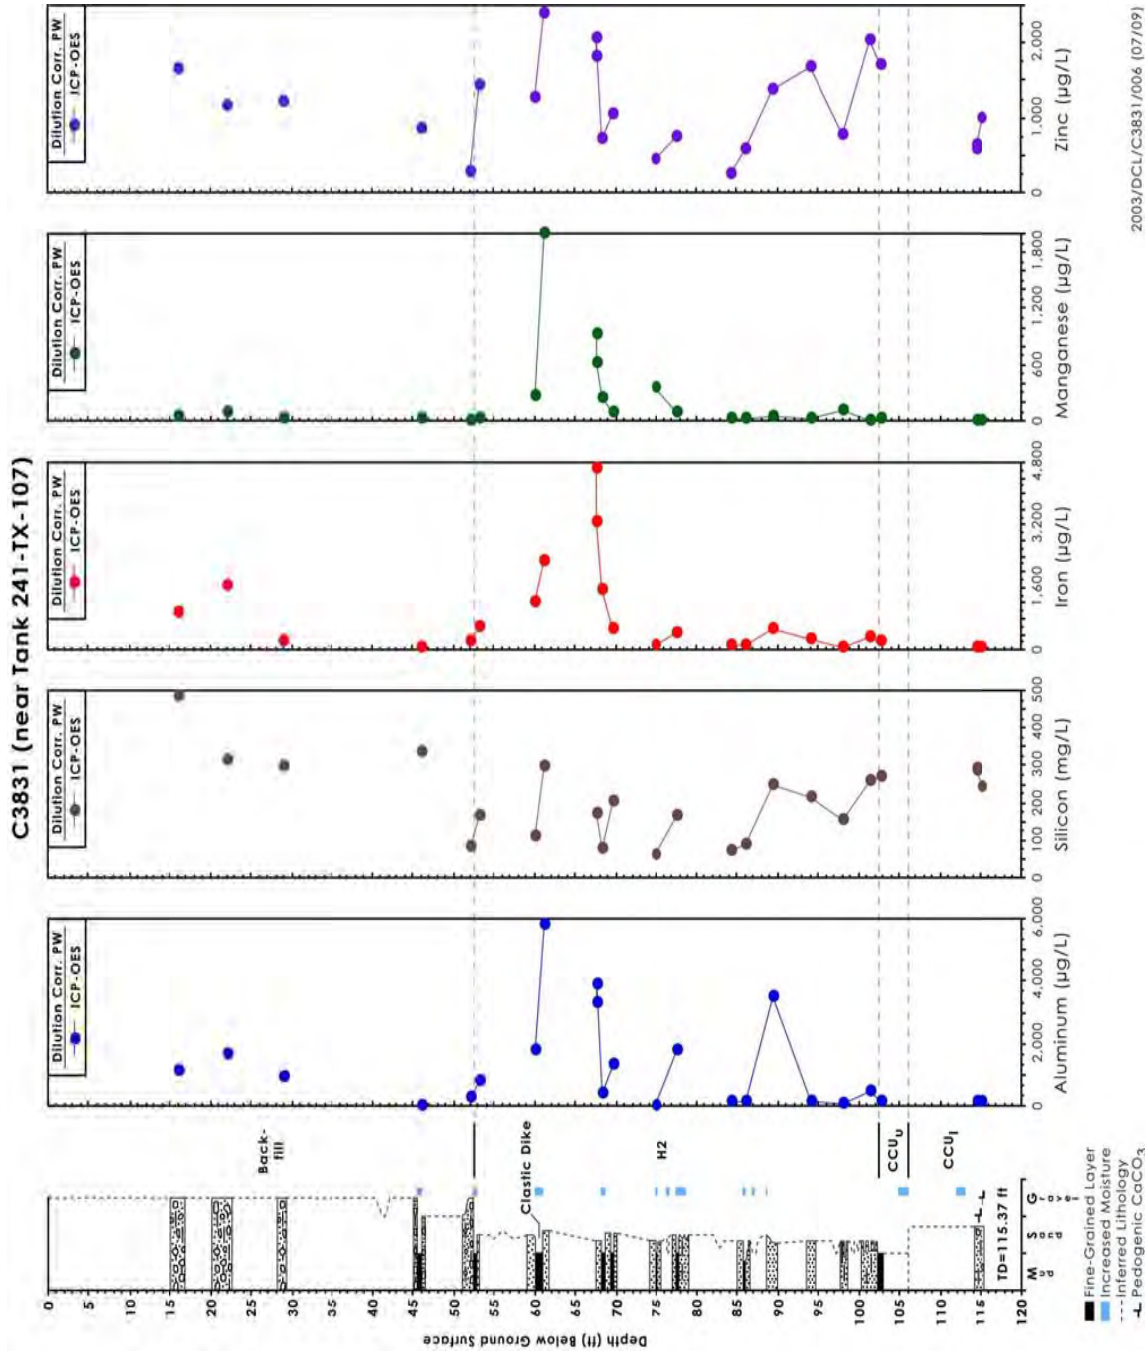 C3831 (near Tank 241-TX-107)
Depth (ft) Below Ground Surface
0
5
10
15
20
25
30
35
40
45
50
55
60
65
70
75
80
85
90
95
100
105
110
115
120
Mud
Sand
Gravel
TD=115.37 ft
Back-
fill
Clastic Dike
H2
CCUu
CCUl
Fine-Grained Layer
Increased Moisture
Inferred Lithology
Pedogenic CaCO3
Dilution Corr. PW
ICP-OES
0
2,000
4,000
6,000
Aluminum (µg/L)
Dilution Corr. PW
ICP-OES
0
100
200
300
400
500
Silicon (mg/L)
Dilution Corr. PW
ICP-OES
0
1,600
3,200
4,800
Iron (µg/L)
Dilution Corr. PW
ICP-OES
0
600
1,200
1,800
Manganese (µg/L)
Dilution Corr. PW
ICP-OES
0
1,000
2,000
Zinc (µg/L)
2003/DCL/C3831/006 (07/09)